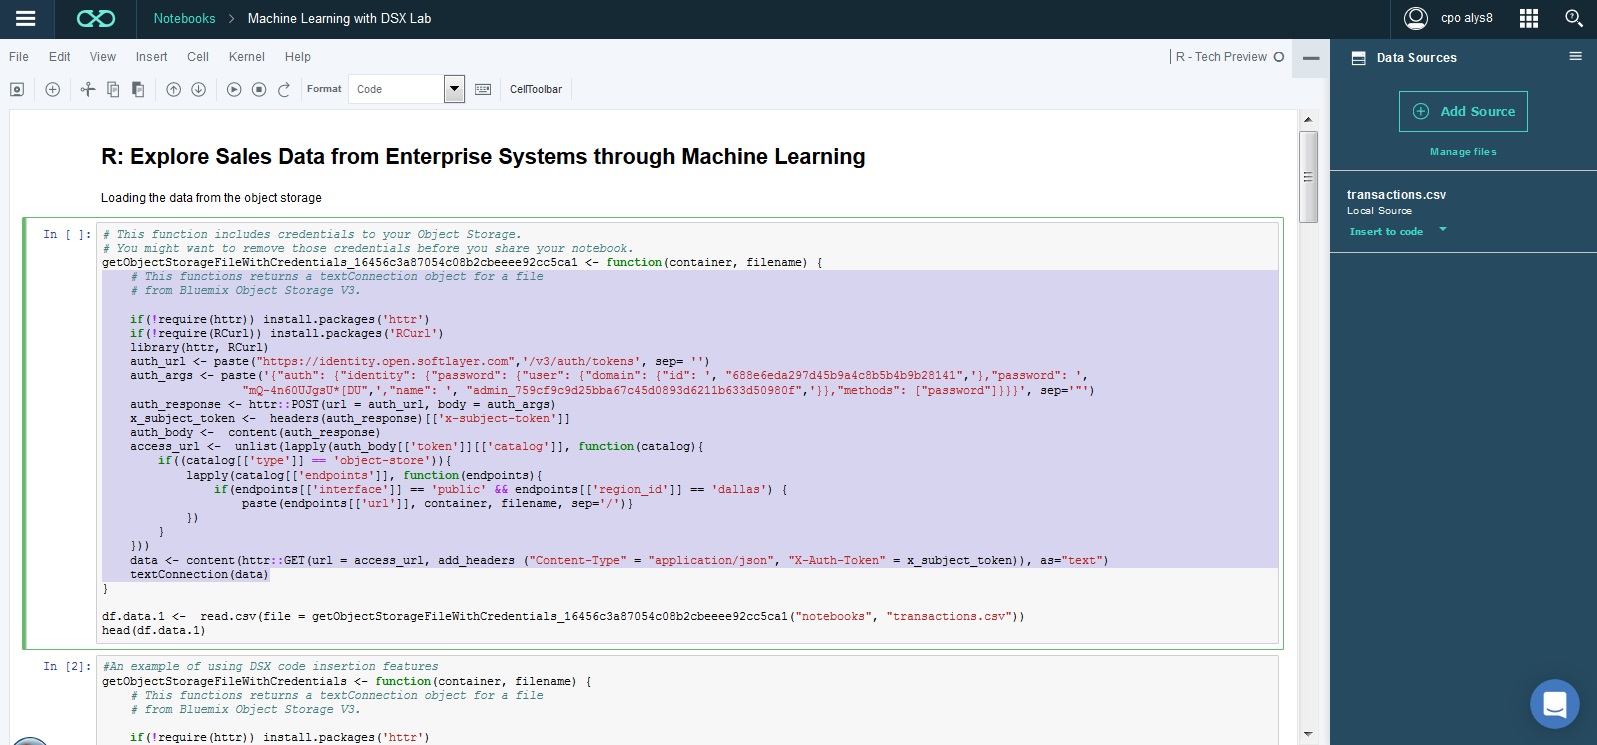 Notebooks > Machine Learning with DSX Lab
cpo alys8
File Edit View Insert Cell Kernel Help
R - Tech Preview
Format Code CellToolbar
R: Explore Sales Data from Enterprise Systems through Machine Learning
Loading the data from the object storage
In [ ]:
# This function includes credentials to your Object Storage.
# You might want to remove those credentials before you share your notebook.
getObjectStorageFileWithCredentials_16456c3a87054c08b2cbeeee92cc5ca1 <- function(container, filename) {
# This functions returns a textConnection object for a file
# from Bluemix Object Storage V3.
if(!require(httr)) install.packages('httr')
if(!require(RCurl)) install.packages('RCurl')
library(httr, RCurl)
auth_url <- paste("https://identity.open.softlayer.com",'/v3/auth/tokens', sep= '')
auth_args <- paste('{"auth": {"identity": {"password": {"user": {"domain": {"id": ', "688e6eda297d45b9a4c8b5b4b9b28141",'},"password": ',
"mQ-4n60UJgsU*[DU",',"name": ', "admin_759cf9c9d25bba67c45d0893d6211b633d50980f",'}},"methods": ["password"]}}}', sep='"')
auth_response <- httr::POST(url = auth_url, body = auth_args)
x_subject_token <- headers(auth_response)[['x-subject-token']]
auth_body <- content(auth_response)
access_url <- unlist(lapply(auth_body[['token']][['catalog']], function(catalog){
if((catalog[['type']] == 'object-store')){
lapply(catalog[['endpoints']], function(endpoints){
if(endpoints[['interface']] == 'public' && endpoints[['region_id']] == 'dallas') {
paste(endpoints[['url']], container, filename, sep='/')}
})
}
}))
data <- content(httr::GET(url = access_url, add_headers ("Content-Type" = "application/json", "X-Auth-Token" = x_subject_token)), as="text")
textConnection(data)
}
df.data.1 <- read.csv(file = getObjectStorageFileWithCredentials_16456c3a87054c08b2cbeeee92cc5ca1("notebooks", "transactions.csv"))
head(df.data.1)
In [2]:
#An example of using DSX code insertion features
getObjectStorageFileWithCredentials <- function(container, filename) {
# This functions returns a textConnection object for a file
# from Bluemix Object Storage V3.
if(!require(httr)) install.packages('httr')
Data Sources
Add Source
Manage files
transactions.csv
Local Source
Insert to code